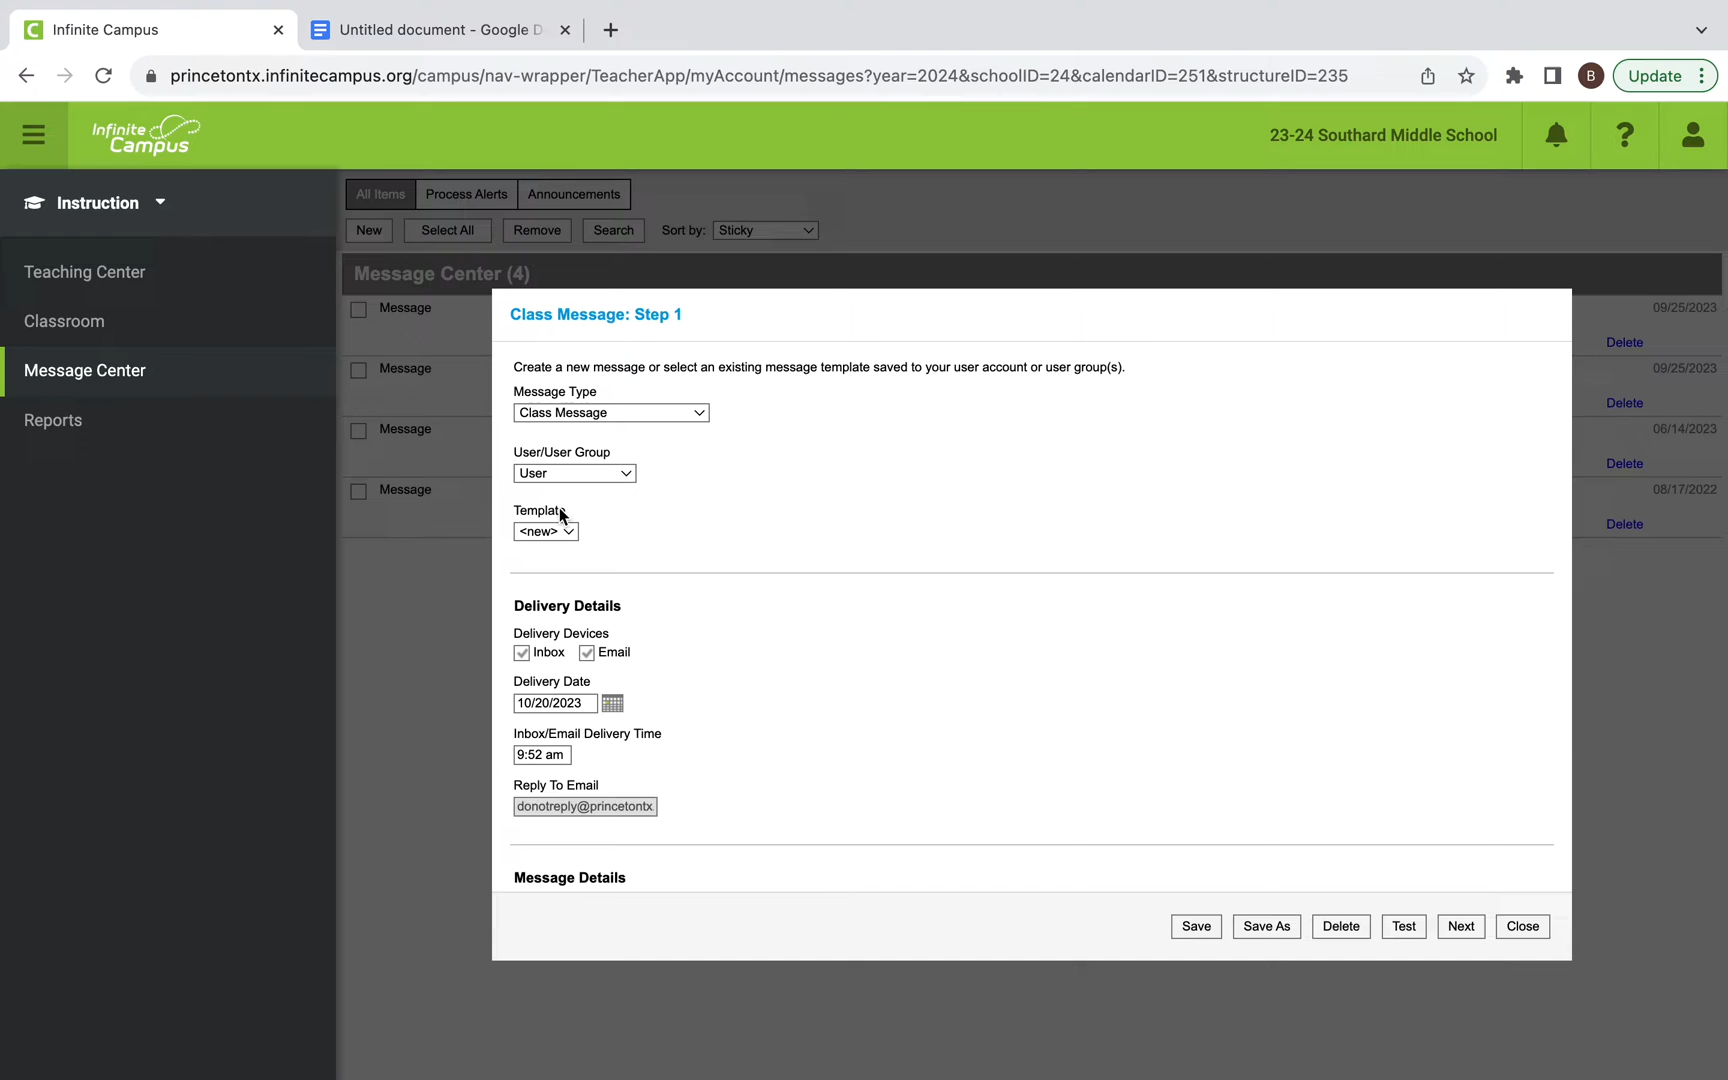 Infinite Campus
Untitled document - Google D
princetontx.infinitecampus.org/campus/nav-wrapper/TeacherApp/myAccount/messages?year=2024&schoolID=24&calendarID=251&structureID=235
B
Update
Infinite Campus
23-24 Southard Middle School
?
Instruction
Teaching Center
Classroom
Message Center
Reports
All Items Process Alerts Announcements
New Select All Remove Search Sort by: Sticky
Message Center (4)
Message 09/25/2023
Delete
Message 09/25/2023
Delete
Message 06/14/2023
Delete
Message 08/17/2022
Delete
Class Message: Step 1
Create a new message or select an existing message template saved to your user account or user group(s).
Message Type
Class Message
User/User Group
User
Template
<new>
Delivery Details
Delivery Devices
Inbox Email
Delivery Date
10/20/2023
Inbox/Email Delivery Time
9:52 am
Reply To Email
donotreply@princetontx
Message Details
Save Save As Delete Test Next Close